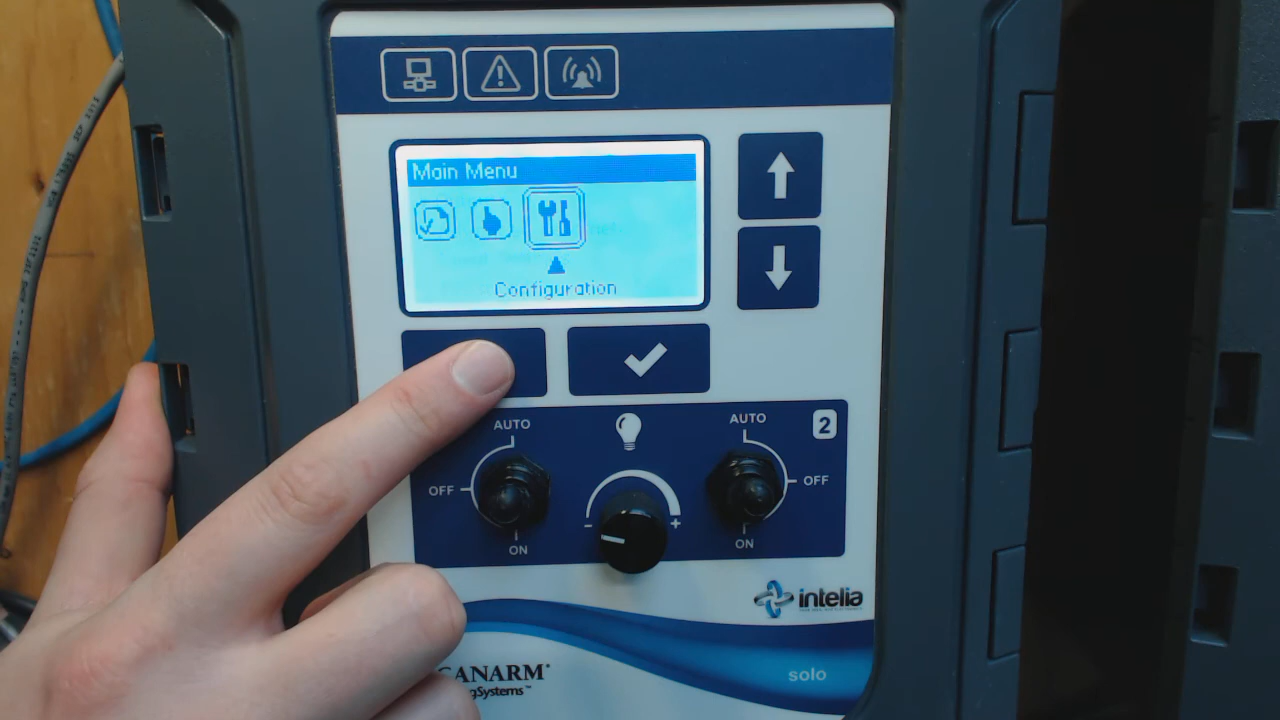 Main Menu
Configuration
AUTO
AUTO
2
OFF
OFF
- +
ON
ON
intelia
CANARM®
solo